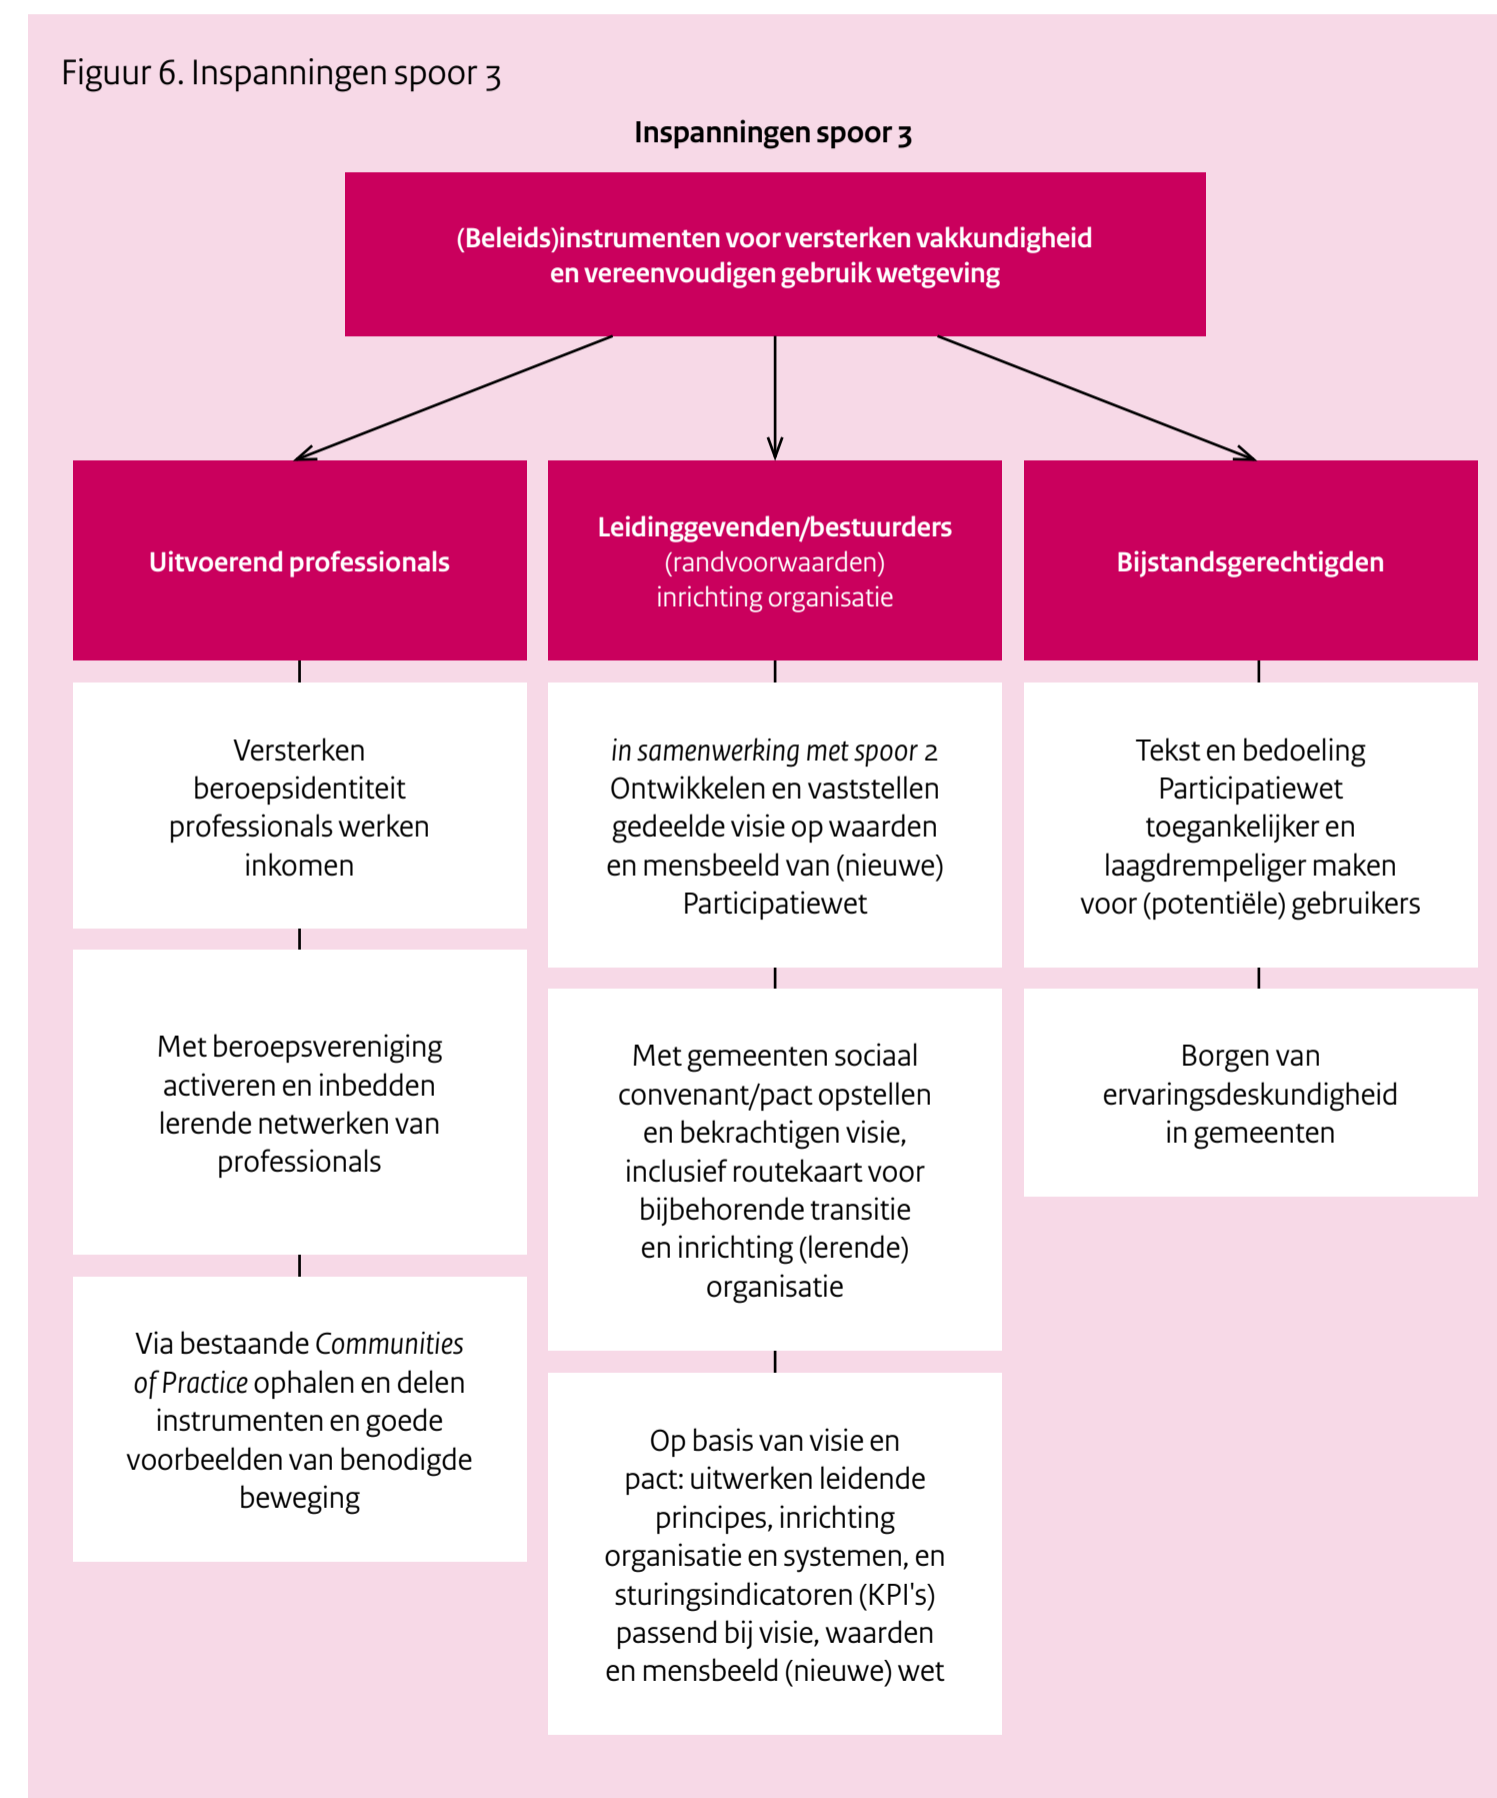 Figuur 6. Inspanningen spoor 3
Inspanningen spoor 3
(Beleids)instrumenten voor versterken vakkundigheid
en vereenvoudigen gebruik wetgeving
Uitvoerend professionals
Versterken
beroepsidentiteit
professionals werken
inkomen
Met beroepsvereniging
activeren en inbedden
lerende netwerken van
professionals
Via bestaande Communities
of Practice ophalen en delen
instrumenten en goede
voorbeelden van benodigde
beweging
Leidinggevenden/bestuurders
(randvoorwaarden)
inrichting organisatie
in samenwerking met spoor 2
Ontwikkelen en vaststellen
gedeelde visie op waarden
en mensbeeld van (nieuwe)
Participatiewet
Met gemeenten sociaal
convenant/pact opstellen
en bekrachtigen visie,
inclusief routekaart voor
bijbehorende transitie
en inrichting (lerende)
organisatie
Op basis van visie en
pact: uitwerken leidende
principes, inrichting
organisatie en systemen, en
sturingsindicatoren (KPI's)
passend bij visie, waarden
en mensbeeld (nieuwe) wet
Bijstandsgerechtigden
Tekst en bedoeling
Participatiewet
toegankelijker en
laagdrempeliger maken
voor (potentiële) gebruikers
Borgen van
ervaringsdeskundigheid
in gemeenten